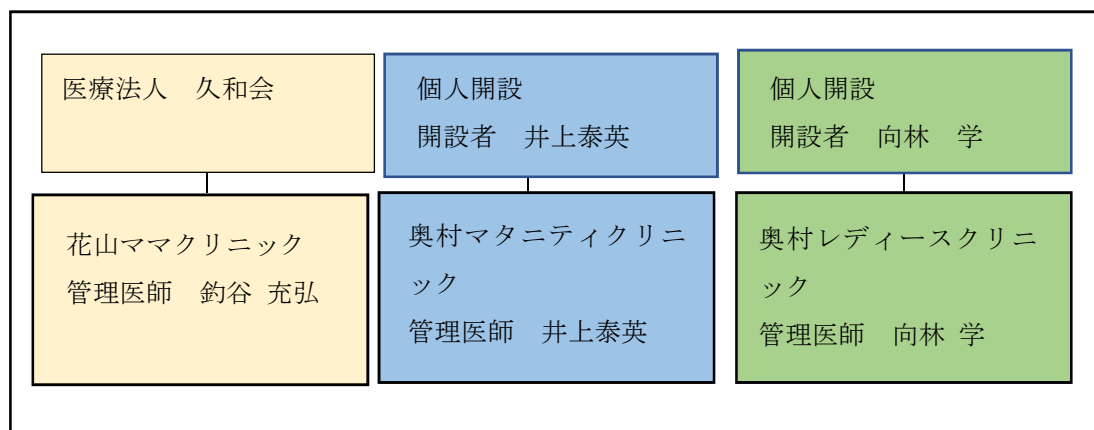 医療法人　久和会
花山ママクリニック
管理医師　釣谷 充弘
個人開設
開設者　井上泰英
奥村マタニティクリニ
ック
管理医師　井上泰英
個人開設
開設者　向林　学
奥村レディースクリニ
ック
管理医師　向林 学